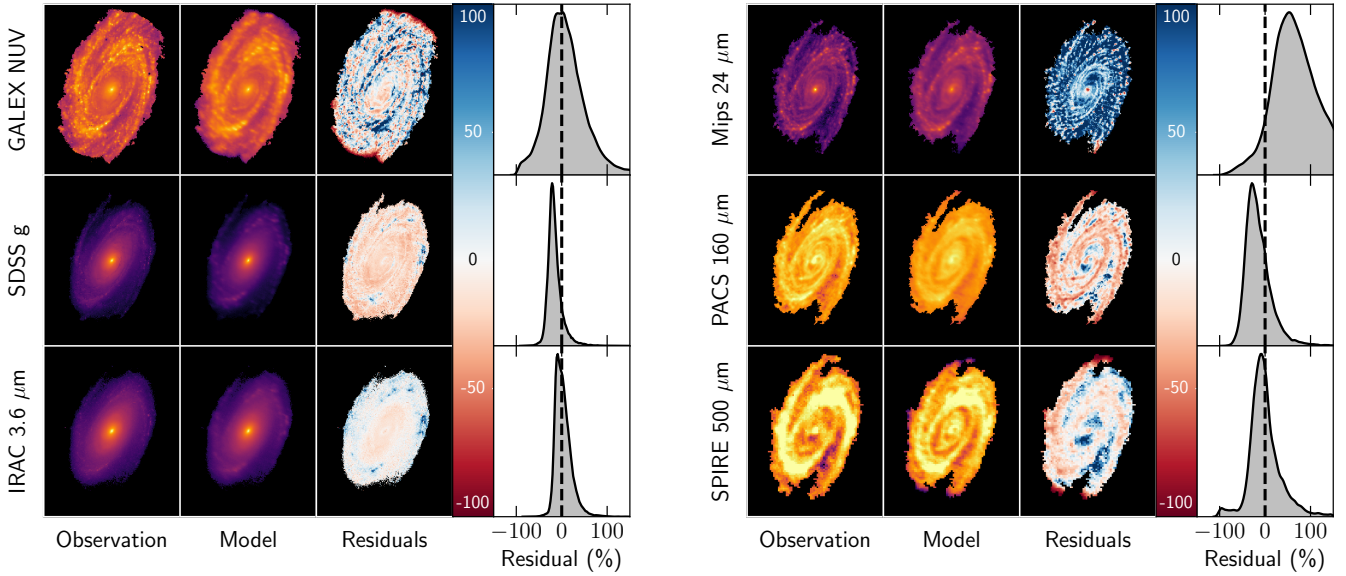 GALEX NUV
SDSS g
IRAC 3.6 μm
100
50
0
-50
-100
Observation
Model
Residuals
−100
0
100
Residual (%)
Mips 24 μm
PACS 160 μm
SPIRE 500 μm
100
50
0
-50
-100
Observation
Model
Residuals
−100
0
100
Residual (%)